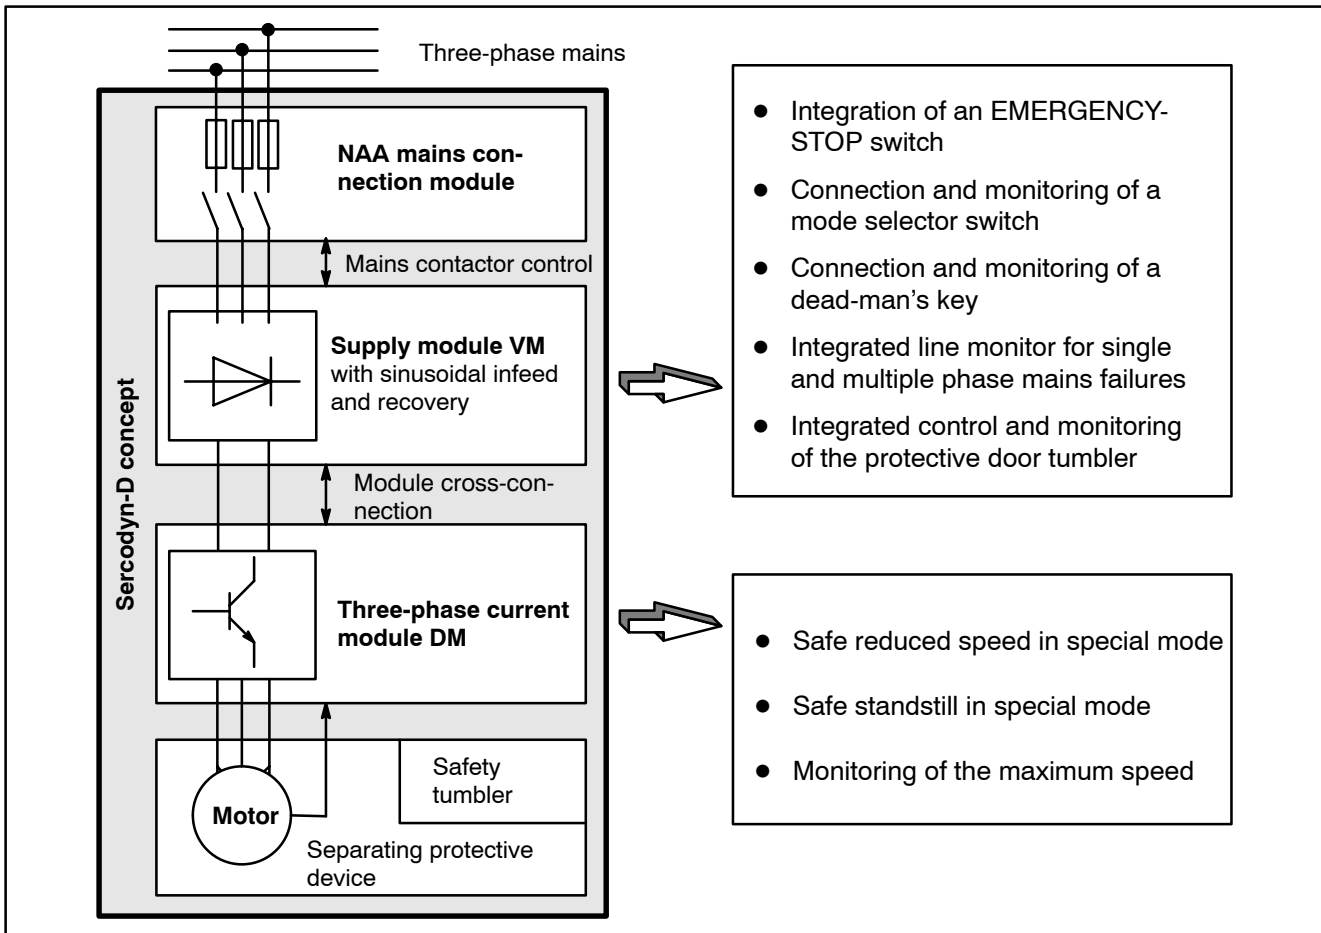 Three-phase mains
Sercodyn-D concept
NAA mains con-
nection module
Mains contactor control
Supply module VM
with sinusoidal infeed
and recovery
Module cross-con-
nection
Three-phase current
module DM
Safety
tumbler
Motor
Separating protective
device
● Integration of an EMERGENCY-
STOP switch
● Connection and monitoring of a
mode selector switch
● Connection and monitoring of a
dead-man’s key
● Integrated line monitor for single
and multiple phase mains failures
● Integrated control and monitoring
of the protective door tumbler
● Safe reduced speed in special mode
● Safe standstill in special mode
● Monitoring of the maximum speed